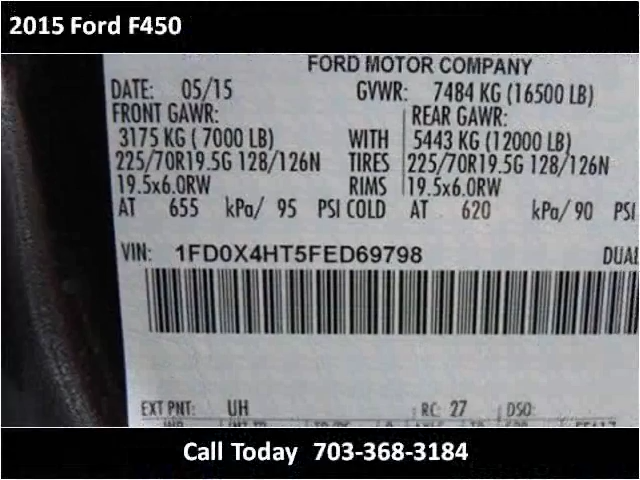 2015 Ford F450
FORD MOTOR COMPANY
DATE: 05/15 GVWR: 7484 KG (16500 LB)
FRONT GAWR: REAR GAWR:
3175 KG ( 7000 LB) WITH 5443 KG (12000 LB)
225/70R19.5G 128/126N TIRES 225/70R19.5G 128/126N
19.5x6.0RW RIMS 19.5x6.0RW
AT 655 kPa/ 95 PSI COLD AT 620 kPa/ 90 PSI
VIN: 1FD0X4HT5FED69798 DUAL
EXT PNT: UH RC: 27 DSO:
Call Today 703-368-3184